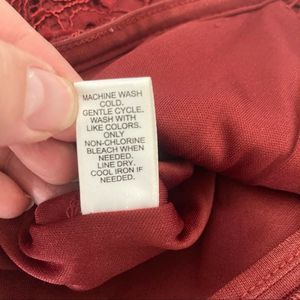 MACHINE WASH
COLD.
GENTLE CYCLE.
WASH WITH
LIKE COLORS.
ONLY
NON-CHLORINE
BLEACH WHEN
NEEDED.
LINE DRY.
COOL IRON IF
NEEDED.